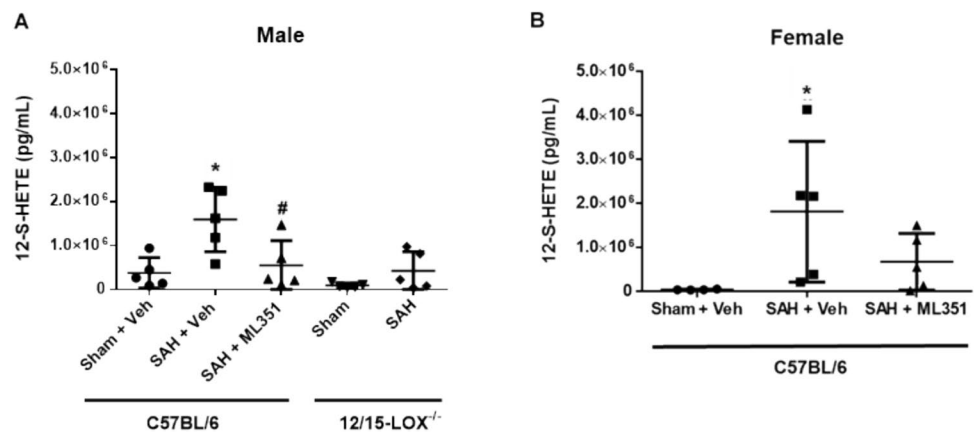 A
Male
12-S-HETE (pg/mL)
5.0×10⁶
4.0×10⁶
3.0×10⁶
2.0×10⁶
1.0×10⁶
0
*
#
Sham + Veh
SAH + Veh
SAH + ML351
Sham
SAH
C57BL/6
12/15-LOX⁻/⁻
B
Female
12-S-HETE (pg/mL)
5.0×10⁶
4.0×10⁶
3.0×10⁶
2.0×10⁶
1.0×10⁶
0
*
Sham + Veh
SAH + Veh
SAH + ML351
C57BL/6